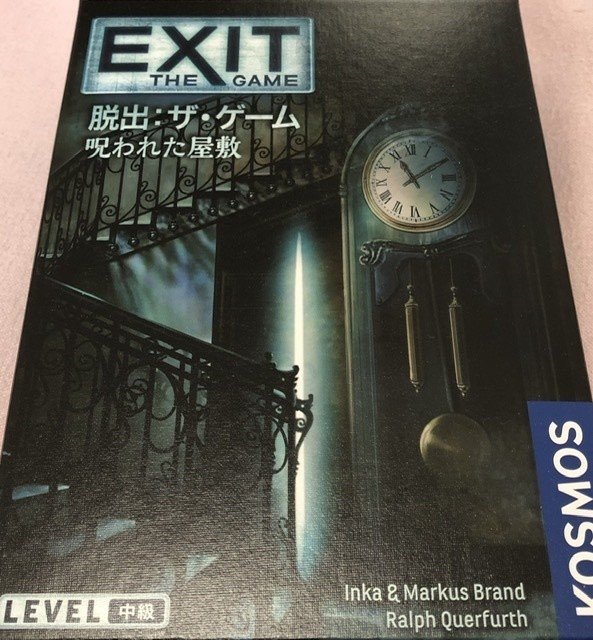 EXIT
THE GAME
脱出：ザ・ゲーム
呪われた屋敷
KOSMOS
Inka & Markus Brand
Ralph Querfurth
LEVEL 中級